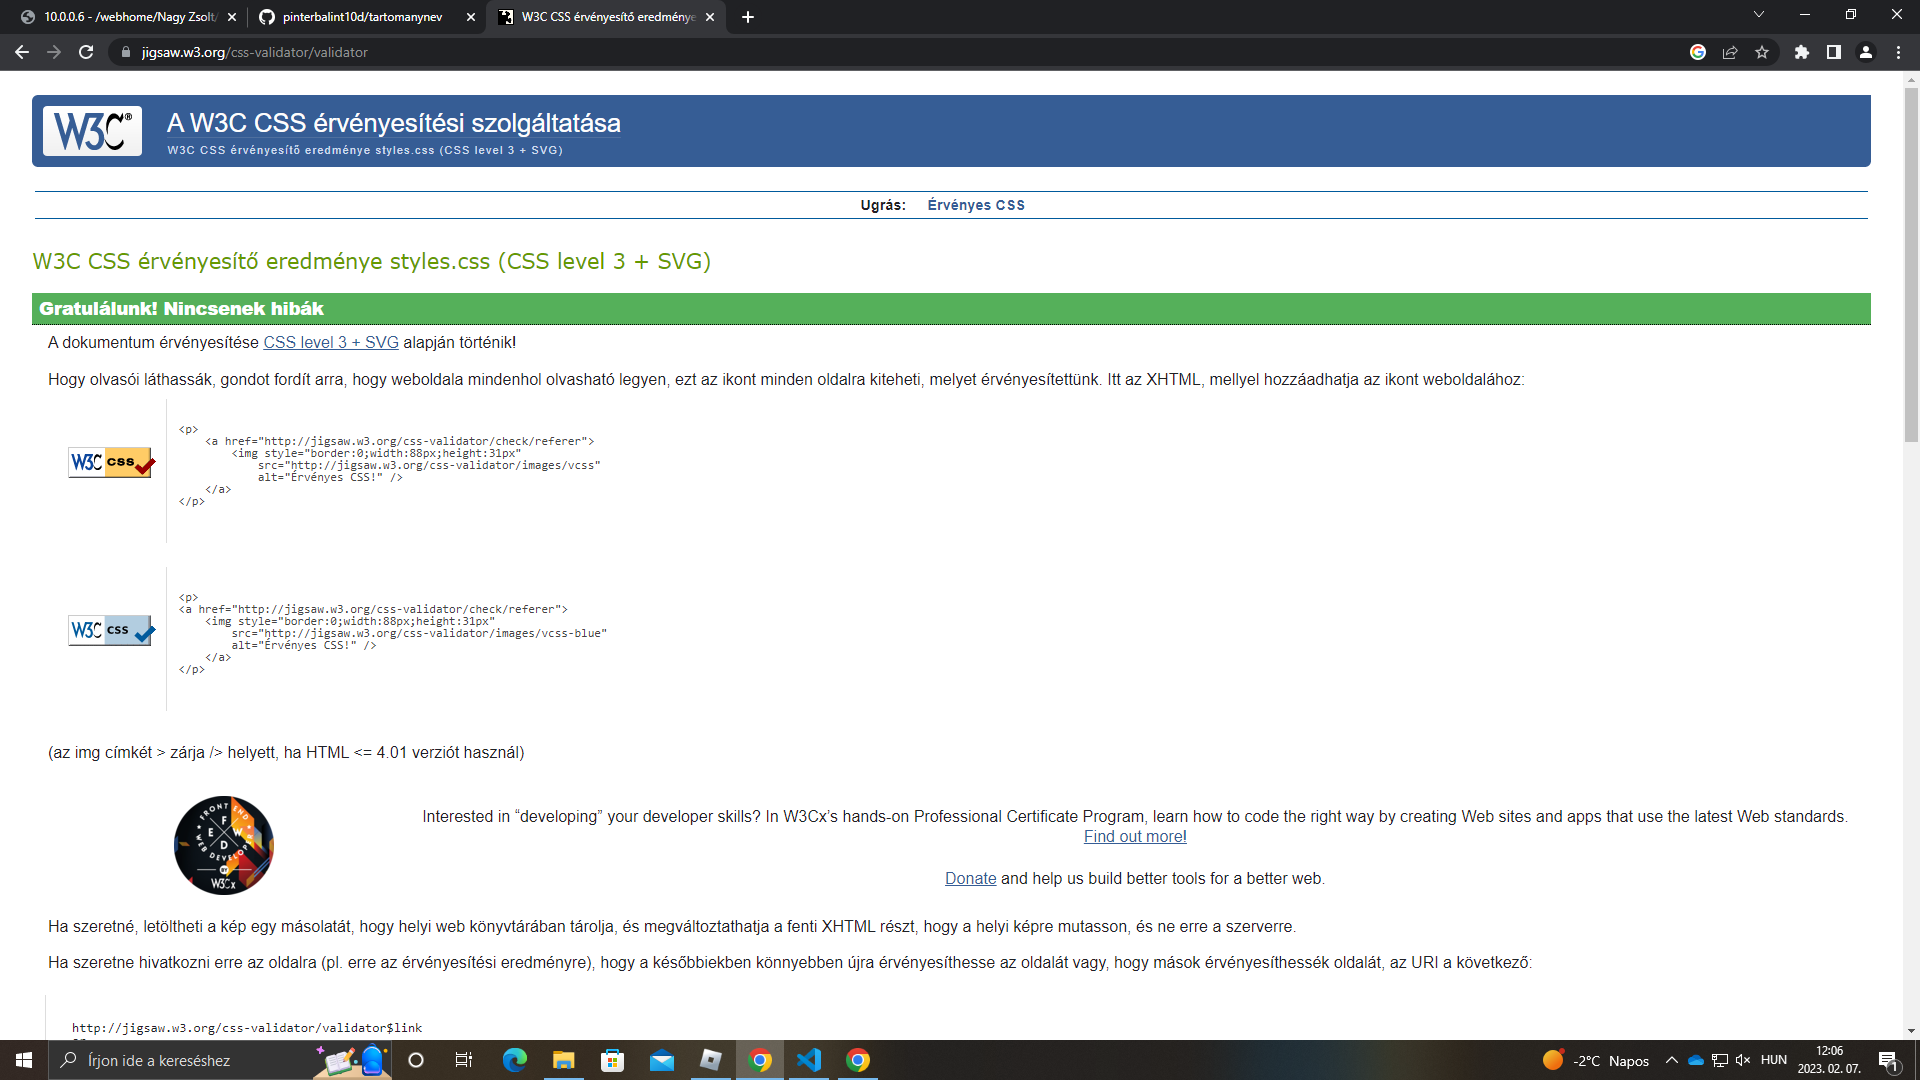 10.0.0.6 - /webhome/Nagy Zsolt/
pinterbalint10d/tartomanynev
W3C CSS érvényesítő eredménye
jigsaw.w3.org/css-validator/validator
W3C®
A W3C CSS érvényesítési szolgáltatása
W3C CSS érvényesítő eredménye styles.css (CSS level 3 + SVG)
Ugrás: Érvényes CSS
W3C CSS érvényesítő eredménye styles.css (CSS level 3 + SVG)
Gratulálunk! Nincsenek hibák
A dokumentum érvényesítése CSS level 3 + SVG alapján történik!
Hogy olvasói láthassák, gondot fordít arra, hogy weboldala mindenhol olvasható legyen, ezt az ikont minden oldalra kiteheti, melyet érvényesítettünk. Itt az XHTML, mellyel hozzáadhatja az ikont weboldalához:
W3C css
<p>
<a href="http://jigsaw.w3.org/css-validator/check/referer">
<img style="border:0;width:88px;height:31px"
src="http://jigsaw.w3.org/css-validator/images/vcss"
alt="Érvényes CSS!" />
</a>
</p>
W3C css
<p>
<a href="http://jigsaw.w3.org/css-validator/check/referer">
<img style="border:0;width:88px;height:31px"
src="http://jigsaw.w3.org/css-validator/images/vcss-blue"
alt="Érvényes CSS!" />
</a>
</p>
(az img címkét > zárja /> helyett, ha HTML <= 4.01 verziót használ)
FRONT END
WEB DEVELOPER
F
E W
D
W3Cx
Interested in “developing” your developer skills? In W3Cx’s hands-on Professional Certificate Program, learn how to code the right way by creating Web sites and apps that use the latest Web standards.
Find out more!
Donate and help us build better tools for a better web.
Ha szeretné, letöltheti a kép egy másolatát, hogy helyi web könyvtárában tárolja, és megváltoztathatja a fenti XHTML részt, hogy a helyi képre mutasson, és ne erre a szerverre.
Ha szeretne hivatkozni erre az oldalra (pl. erre az érvényesítési eredményre), hogy a későbbiekben könnyebben újra érvényesíthesse az oldalát vagy, hogy mások érvényesíthessék oldalát, az URI a következő:
http://jigsaw.w3.org/css-validator/validator$link
Írjon ide a kereséshez
-2°C Napos
HUN
12:06
2023. 02. 07.
1